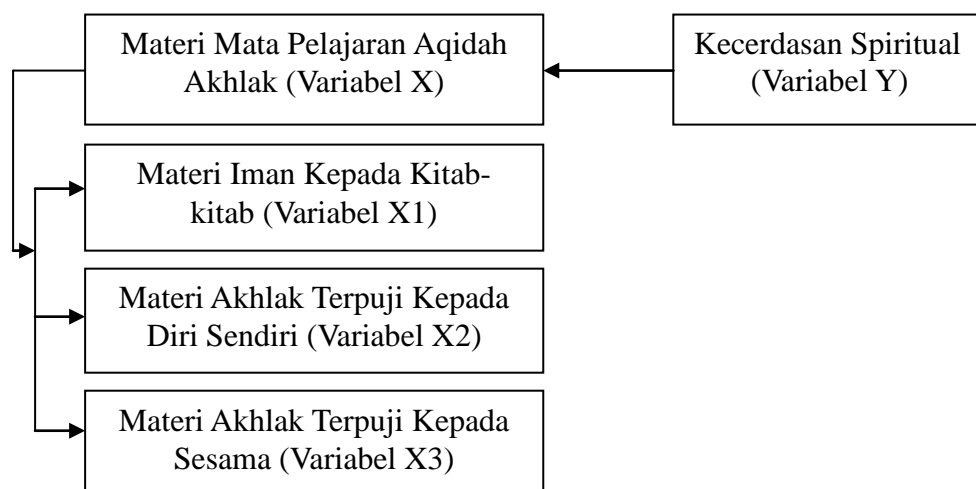 Materi Mata Pelajaran Aqidah
Akhlak (Variabel X)
Kecerdasan Spiritual
(Variabel Y)
Materi Iman Kepada Kitab-
kitab (Variabel X1)
Materi Akhlak Terpuji Kepada
Diri Sendiri (Variabel X2)
Materi Akhlak Terpuji Kepada
Sesama (Variabel X3)